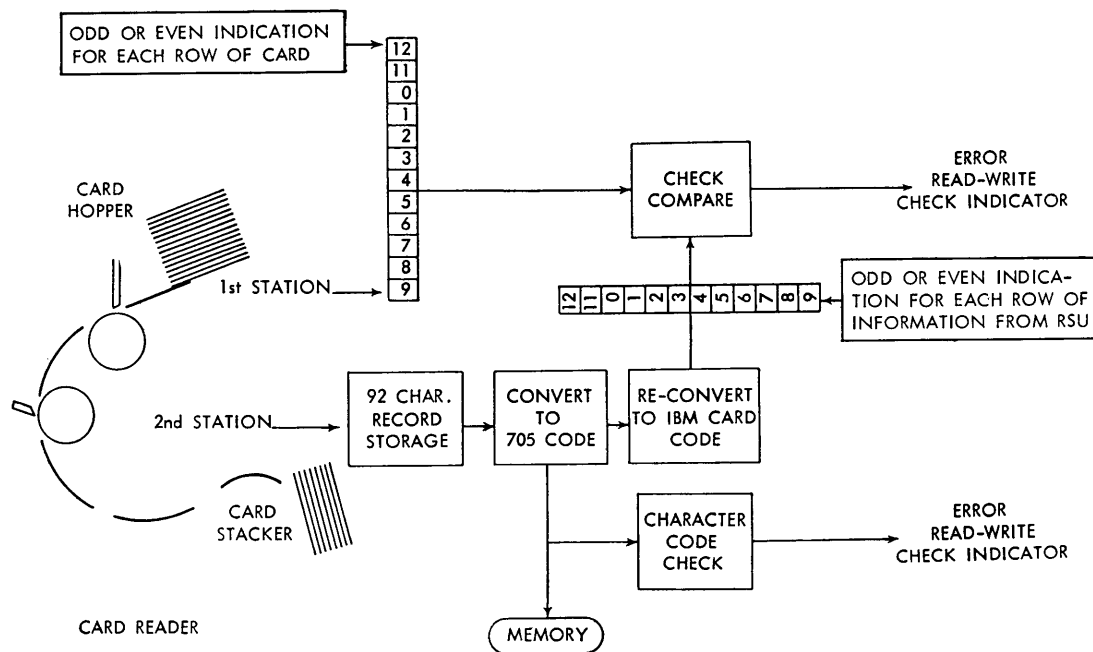 ODD OR EVEN INDICATION
FOR EACH ROW OF CARD
12
11
0
1
2
3
4
5
6
7
8
9
CARD
HOPPER
1st STATION
CHECK
COMPARE
ERROR
READ-WRITE
CHECK INDICATOR
12 11 0 1 2 3 4 5 6 7 8 9
ODD OR EVEN INDICA-
TION FOR EACH ROW OF
INFORMATION FROM RSU
2nd STATION
92 CHAR.
RECORD
STORAGE
CONVERT
TO
705 CODE
RE-CONVERT
TO IBM CARD
CODE
CARD
STACKER
CHARACTER
CODE
CHECK
ERROR
READ-WRITE
CHECK INDICATOR
MEMORY
CARD READER